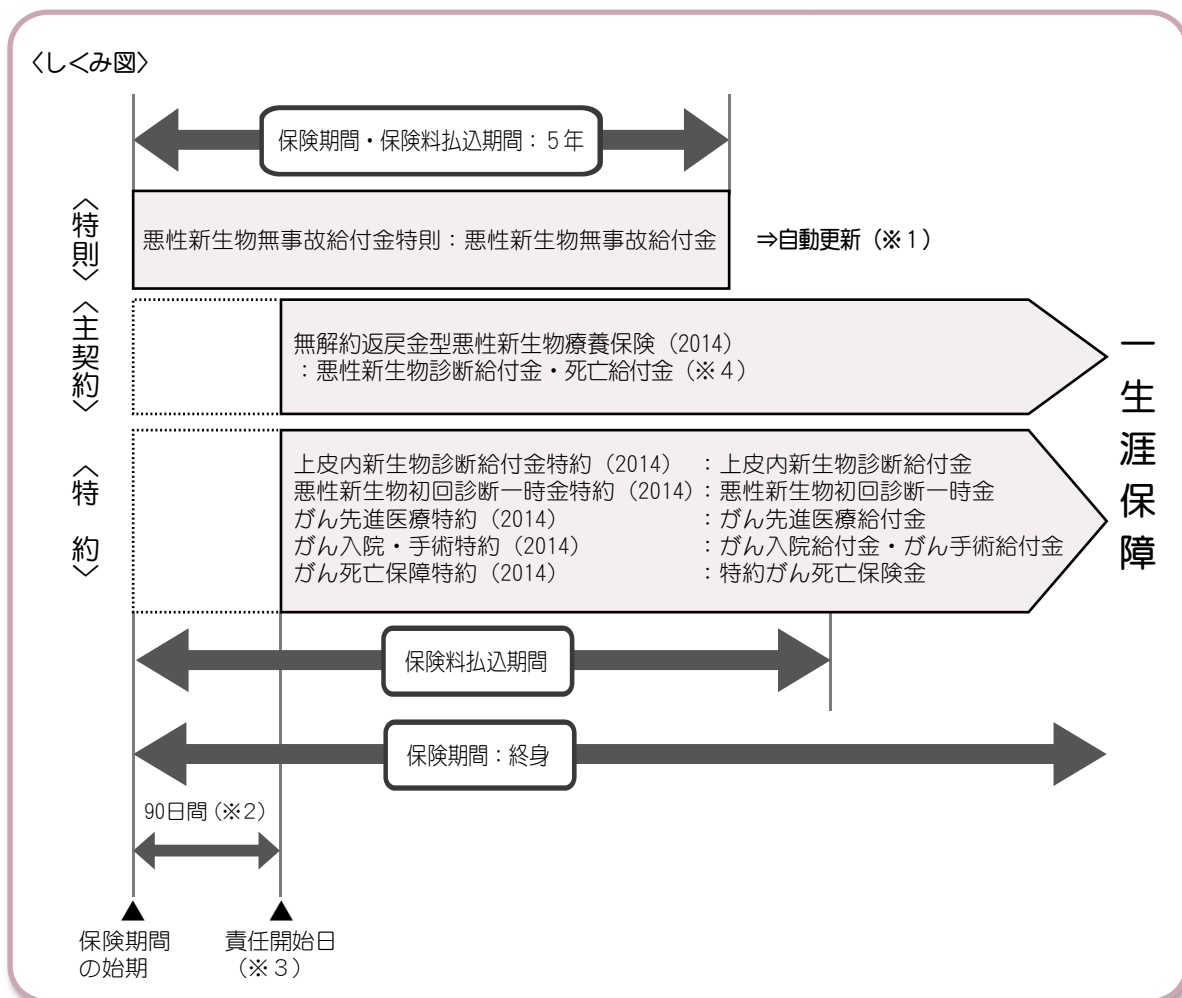 〈しくみ図〉
保険期間・保険料払込期間：５年
〈特則〉
悪性新生物無事故給付金特則：悪性新生物無事故給付金
⇒自動更新（※１）
〈主契約〉
無解約返戻金型悪性新生物療養保険（2014）
：悪性新生物診断給付金・死亡給付金（※４）
〈特約〉
上皮内新生物診断給付金特約（2014）：上皮内新生物診断給付金
悪性新生物初回診断一時金特約（2014）：悪性新生物初回診断一時金
がん先進医療特約（2014）：がん先進医療給付金
がん入院・手術特約（2014）：がん入院給付金・がん手術給付金
がん死亡保障特約（2014）：特約がん死亡保険金
一生涯保障
保険料払込期間
保険期間：終身
90日間（※２）
保険期間
の始期
責任開始日
（※３）